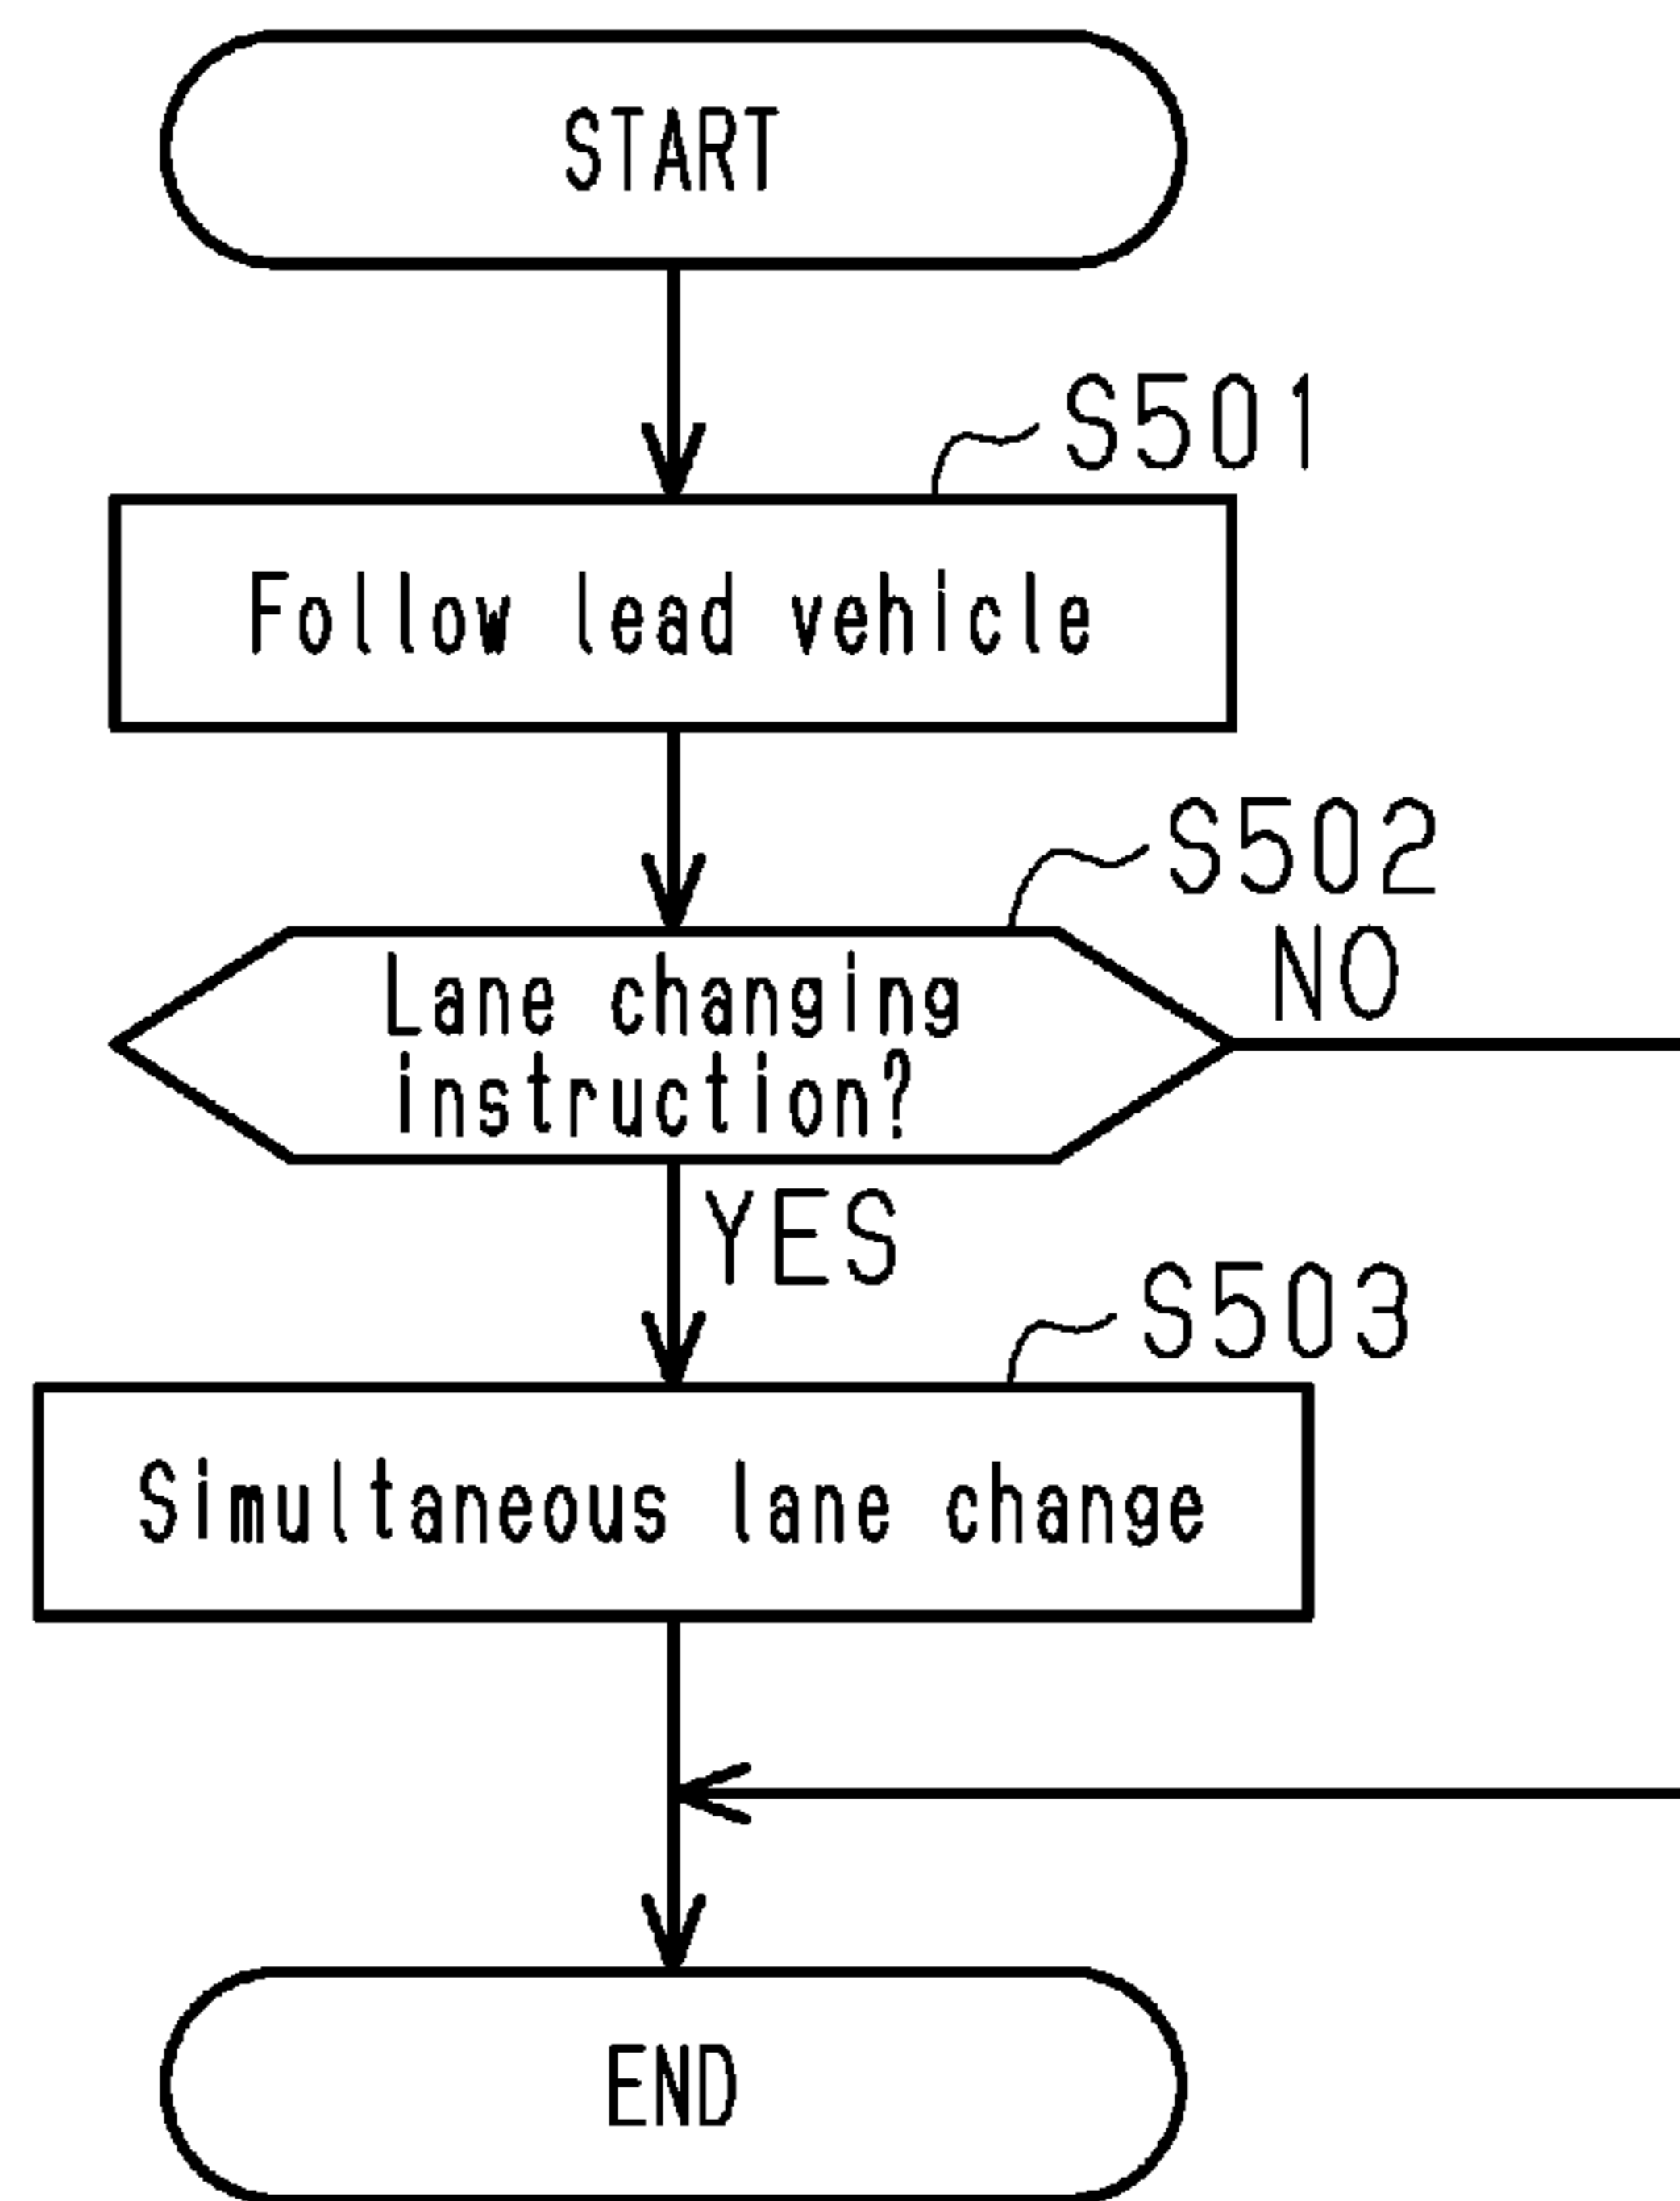 START
S501
Follow lead vehicle
S502
NO
Lane changing
instruction?
YES
S503
Simultaneous lane change
END